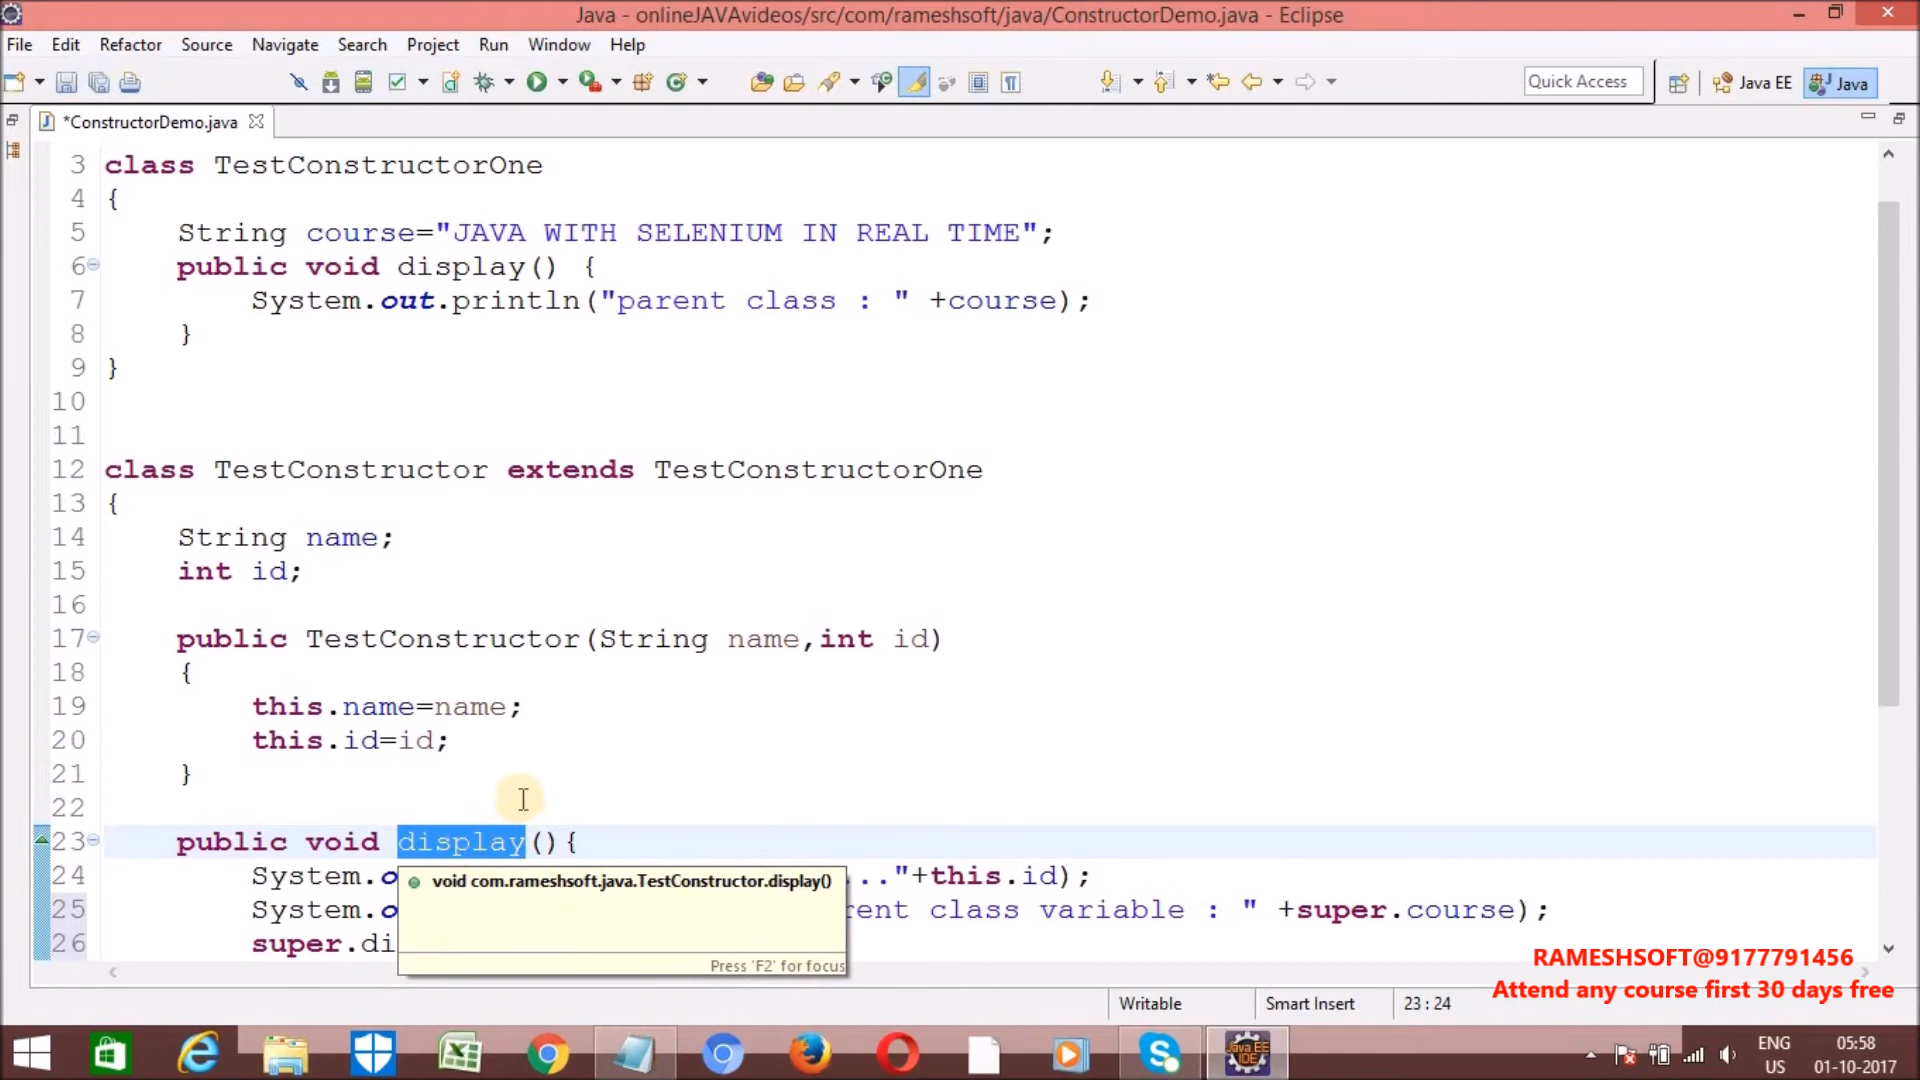 Java - onlineJAVAvideos/src/com/rameshsoft/java/ConstructorDemo.java - Eclipse
File Edit Refactor Source Navigate Search Project Run Window Help
Quick Access Java EE Java
*ConstructorDemo.java
3 class TestConstructorOne
4 {
5 String course="JAVA WITH SELENIUM IN REAL TIME";
6 public void display() {
7 System.out.println("parent class : " +course);
8 }
9 }
10
11
12 class TestConstructor extends TestConstructorOne
13 {
14 String name;
15 int id;
16
17 public TestConstructor(String name,int id)
18 {
19 this.name=name;
20 this.id=id;
21 }
22
23 public void display(){
24 System.o .."+this.id);
void com.rameshsoft.java.TestConstructor.display()
25 System.o rent class variable : " +super.course);
26 super.di
Press 'F2' for focus
RAMESHSOFT@9177791456
Attend any course first 30 days free
Writable Smart Insert 23 : 24
Java EE
IDE
ENG
US
05:58
01-10-2017